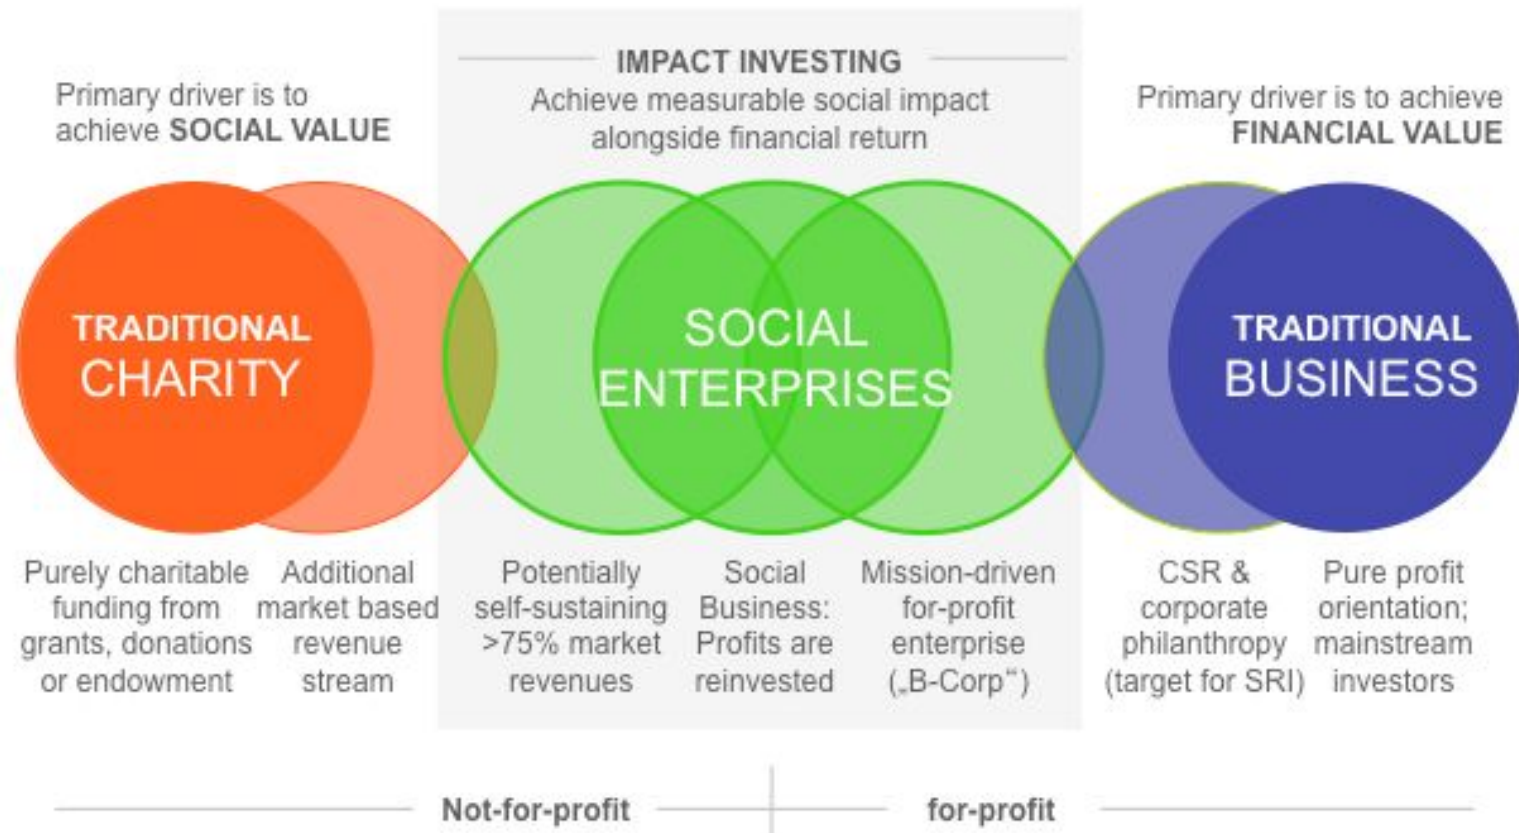 IMPACT INVESTING
Achieve measurable social impact
alongside financial return
Primary driver is to
achieve SOCIAL VALUE
Primary driver is to achieve
FINANCIAL VALUE
TRADITIONAL
CHARITY
SOCIAL
ENTERPRISES
TRADITIONAL
BUSINESS
Purely charitable
funding from
grants, donations
or endowment
Additional
market based
revenue
stream
Potentially
self-sustaining
>75% market
revenues
Social
Business:
Profits are
reinvested
Mission-driven
for-profit
enterprise
(„B-Corp“)
CSR &
corporate
philanthropy
(target for SRI)
Pure profit
orientation;
mainstream
investors
Not-for-profit
for-profit